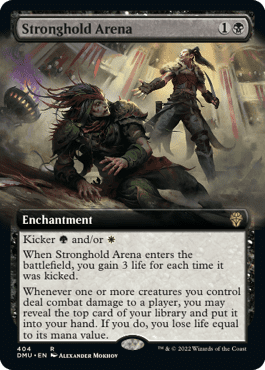 Stronghold Arena 1
Enchantment
Kicker and/or
When Stronghold Arena enters the
battlefield, you gain 3 life for each time it
was kicked.
Whenever one or more creatures you control
deal combat damage to a player, you may
reveal the top card of your library and put it
into your hand. If you do, you lose life equal
to its mana value.
404 R
DMU • EN ALEXANDER MOKHOV
™ & © 2022 Wizards of the Coast